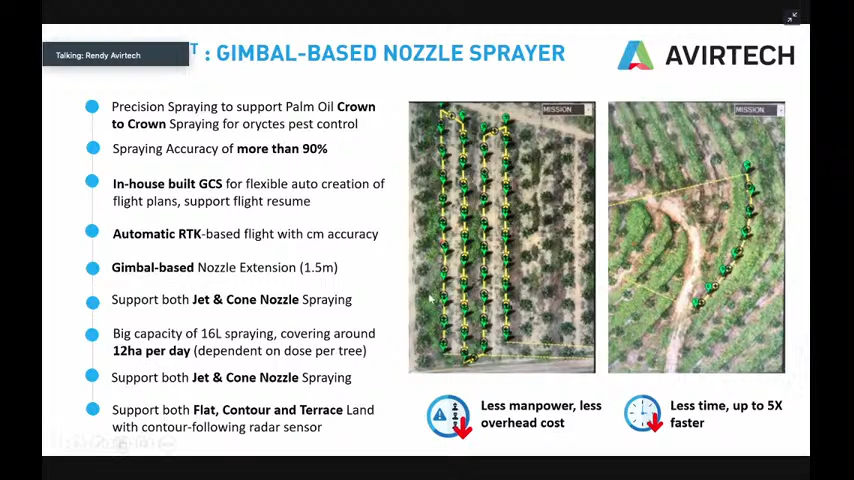 Talking: Rendy Avirtech
T : GIMBAL-BASED NOZZLE SPRAYER
AVIRTECH
Precision Spraying to support Palm Oil Crown
to Crown Spraying for oryctes pest control
Spraying Accuracy of more than 90%
In-house built GCS for flexible auto creation of
flight plans, support flight resume
Automatic RTK-based flight with cm accuracy
Gimbal-based Nozzle Extension (1.5m)
Support both Jet & Cone Nozzle Spraying
Big capacity of 16L spraying, covering around
12ha per day (dependent on dose per tree)
Support both Jet & Cone Nozzle Spraying
Support both Flat, Contour and Terrace Land
with contour-following radar sensor
MISSION
MISSION
Less manpower, less
overhead cost
Less time, up to 5X
faster